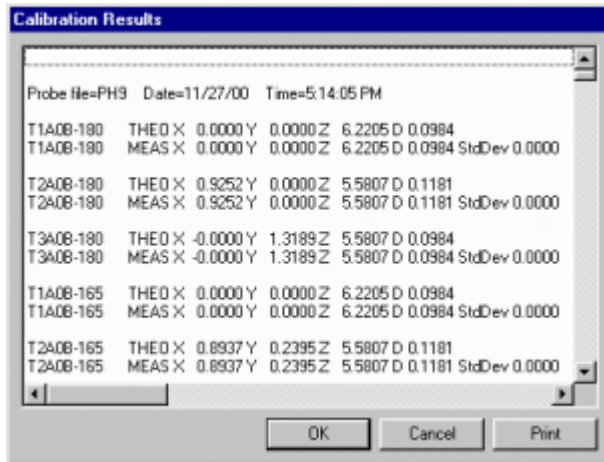 Calibration Results
Probe file=PH9 Date=11/27/00 Time=5:14:05 PM
T1A0B-180 THEO X 0.0000 Y 0.0000 Z 6.2205 D 0.0984
T1A0B-180 MEAS X 0.0000 Y 0.0000 Z 6.2205 D 0.0984 StdDev 0.0000
T2A0B-180 THEO X 0.9252 Y 0.0000 Z 5.5807 D 0.1181
T2A0B-180 MEAS X 0.9252 Y 0.0000 Z 5.5807 D 0.1181 StdDev 0.0000
T3A0B-180 THEO X -0.0000 Y 1.3189 Z 5.5807 D 0.0984
T3A0B-180 MEAS X -0.0000 Y 1.3189 Z 5.5807 D 0.0984 StdDev 0.0000
T1A0B-165 THEO X 0.0000 Y 0.0000 Z 6.2205 D 0.0984
T1A0B-165 MEAS X 0.0000 Y 0.0000 Z 6.2205 D 0.0984 StdDev 0.0000
T2A0B-165 THEO X 0.8937 Y 0.2395 Z 5.5807 D 0.1181
T2A0B-165 MEAS X 0.8937 Y 0.2395 Z 5.5807 D 0.1181 StdDev 0.0000
OK Cancel Print